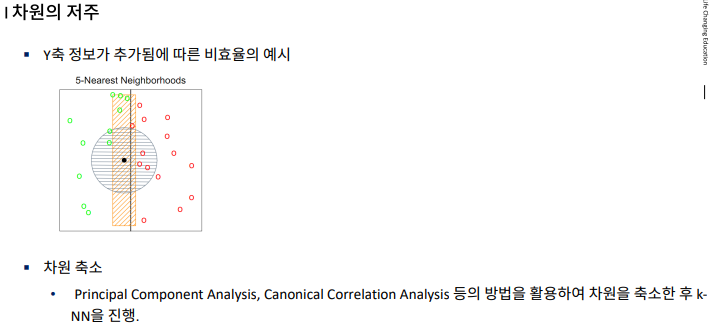 I 차원의 저주
Life Changing Education
▪ Y축 정보가 추가됨에 따른 비효율의 예시
5-Nearest Neighborhoods
▪ 차원 축소
• Principal Component Analysis, Canonical Correlation Analysis 등의 방법을 활용하여 차원을 축소한 후 k-
NN을 진행.